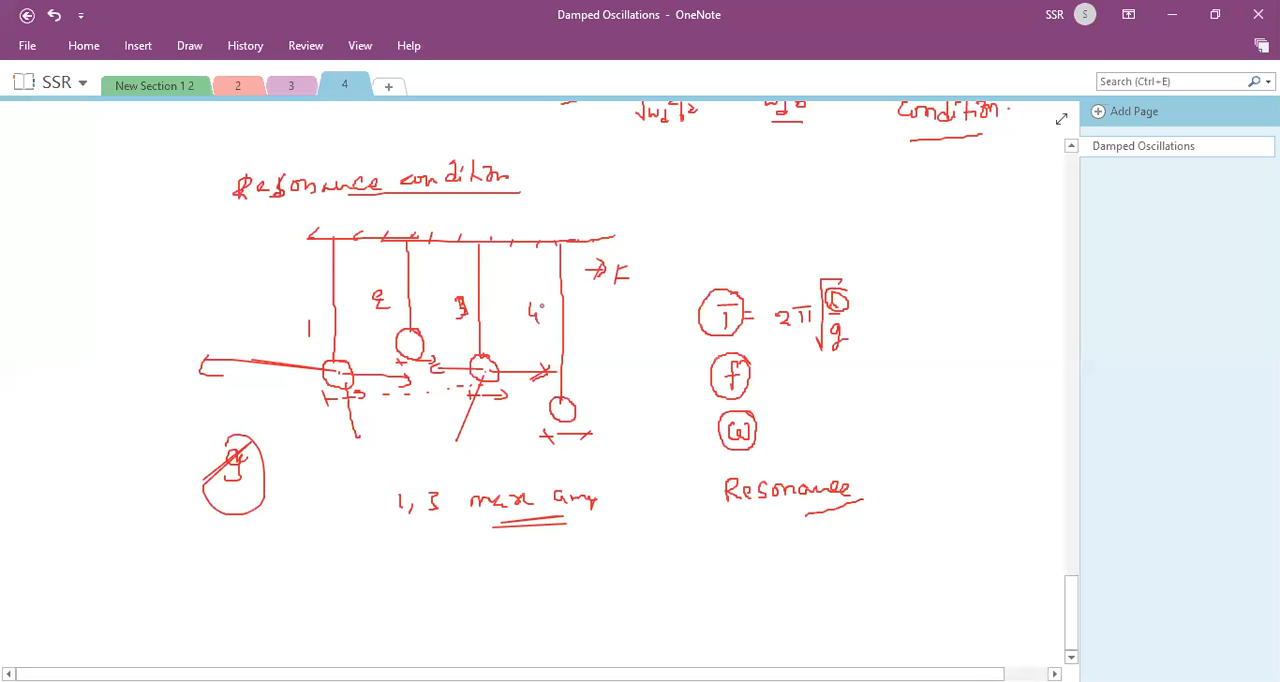 Damped Oscillations - OneNote
SSR S
File Home Insert Draw History Review View Help
SSR New Section 1 2 2 3 4 +
Search (Ctrl+E)
Add Page
Damped Oscillations
condition.
Resonance condition
F
1 2 3 4
T = 2π√L/g
f
ω
g
1, 3 max amp
Resonance